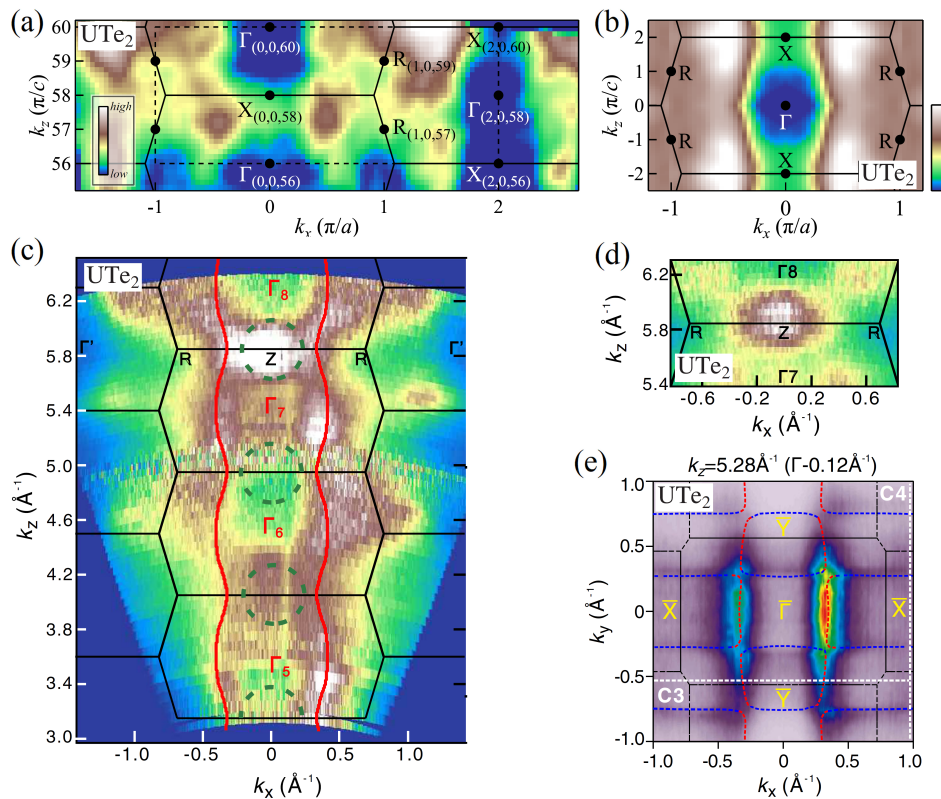 (a)
UTe2
60
59
58
57
56
kz (π/c)
high
low
Γ(0,0,60)
X(2,0,60)
R(1,0,59)
X(0,0,58)
Γ(2,0,58)
R(1,0,57)
Γ(0,0,56)
X(2,0,56)
-1 0 1 2
kx (π/a)
(b)
2
1
0
-1
-2
kz (π/c)
X
R R
Γ
R R
X
UTe2
-1 0 1
kx (π/a)
(c)
UTe2
6.2
5.8
5.4
5.0
4.6
4.2
3.8
3.4
3.0
kz (Å-1)
Γ8
Γ' R Z R Γ'
Γ7
Γ6
Γ5
-1.0 -0.5 0 0.5 1.0
kx (Å-1)
(d)
6.2
5.8
5.4
kz (Å-1)
Γ8
R Z R
UTe2
Γ7
-0.6 -0.2 0.2 0.6
kx (Å-1)
(e)
kz=5.28Å-1 (Γ-0.12Å-1)
UTe2
C4
1.0
0.5
0
-0.5
-1.0
ky (Å-1)
Y̅
X̅ Γ̅ X̅
C3
Y̅
-1.0 -0.5 0 0.5 1.0
kx (Å-1)